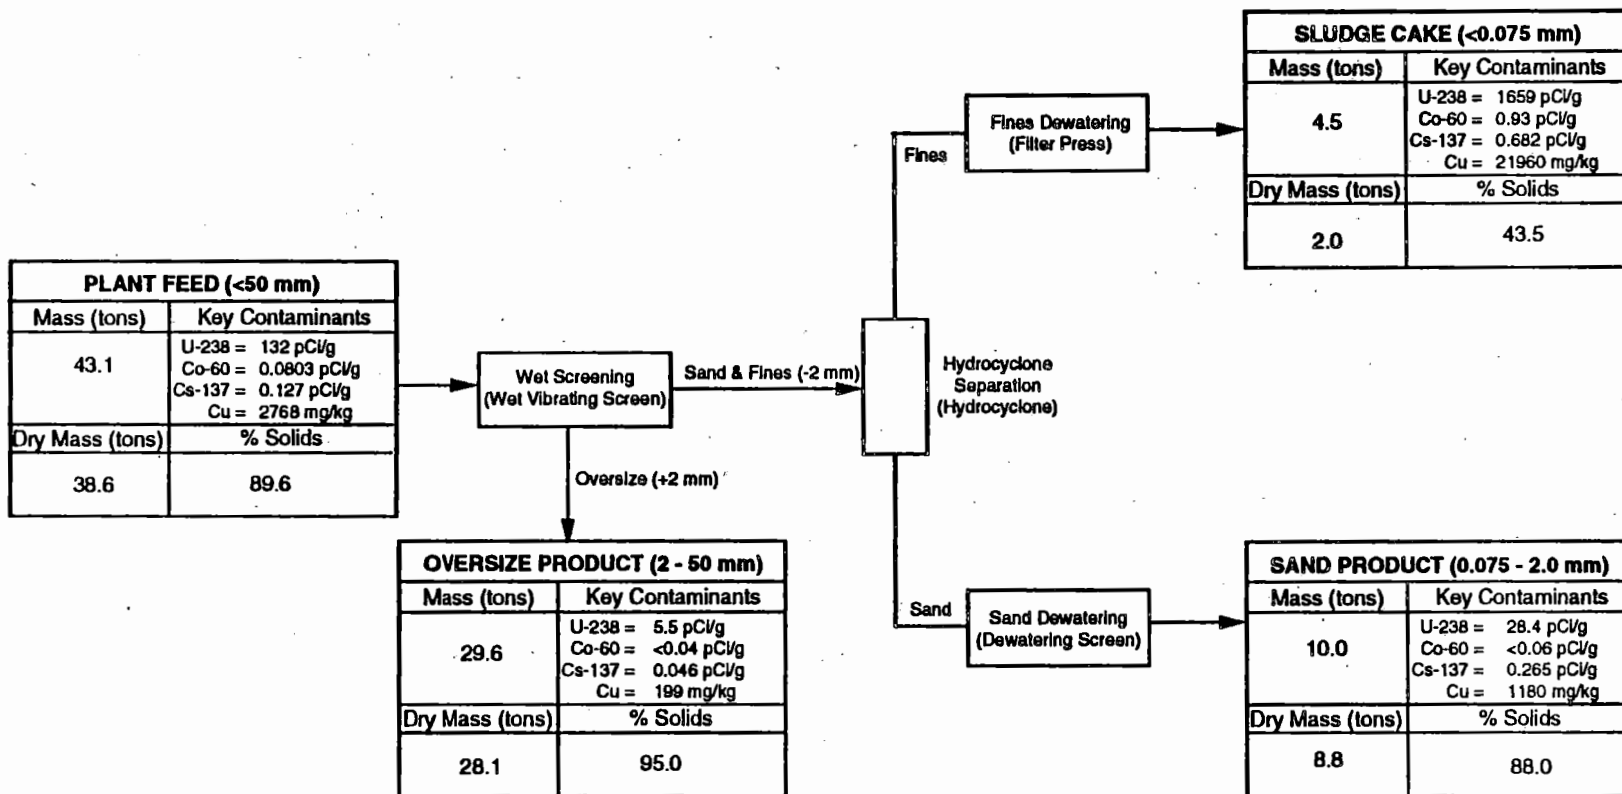 SLUDGE CAKE (<0.075 mm)
Mass (tons) Key Contaminants
4.5
U-238 = 1659 pCi/g
Co-60 = 0.93 pCi/g
Cs-137 = 0.682 pCi/g
Cu = 21960 mg/kg
Dry Mass (tons) % Solids
2.0 43.5
Fines Dewatering
(Filter Press)
Fines
PLANT FEED (<50 mm)
Mass (tons) Key Contaminants
43.1
U-238 = 132 pCi/g
Co-60 = 0.0803 pCi/g
Cs-137 = 0.127 pCi/g
Cu = 2768 mg/kg
Dry Mass (tons) % Solids
38.6 89.6
Wet Screening
(Wet Vibrating Screen)
Sand & Fines (-2 mm)
Hydrocyclone
Separation
(Hydrocyclone)
Oversize (+2 mm)
OVERSIZE PRODUCT (2 - 50 mm)
Mass (tons) Key Contaminants
29.6
U-238 = 5.5 pCi/g
Co-60 = <0.04 pCi/g
Cs-137 = 0.046 pCi/g
Cu = 199 mg/kg
Dry Mass (tons) % Solids
28.1 95.0
Sand
Sand Dewatering
(Dewatering Screen)
SAND PRODUCT (0.075 - 2.0 mm)
Mass (tons) Key Contaminants
10.0
U-238 = 28.4 pCi/g
Co-60 = <0.06 pCi/g
Cs-137 = 0.265 pCi/g
Cu = 1180 mg/kg
Dry Mass (tons) % Solids
8.8 88.0